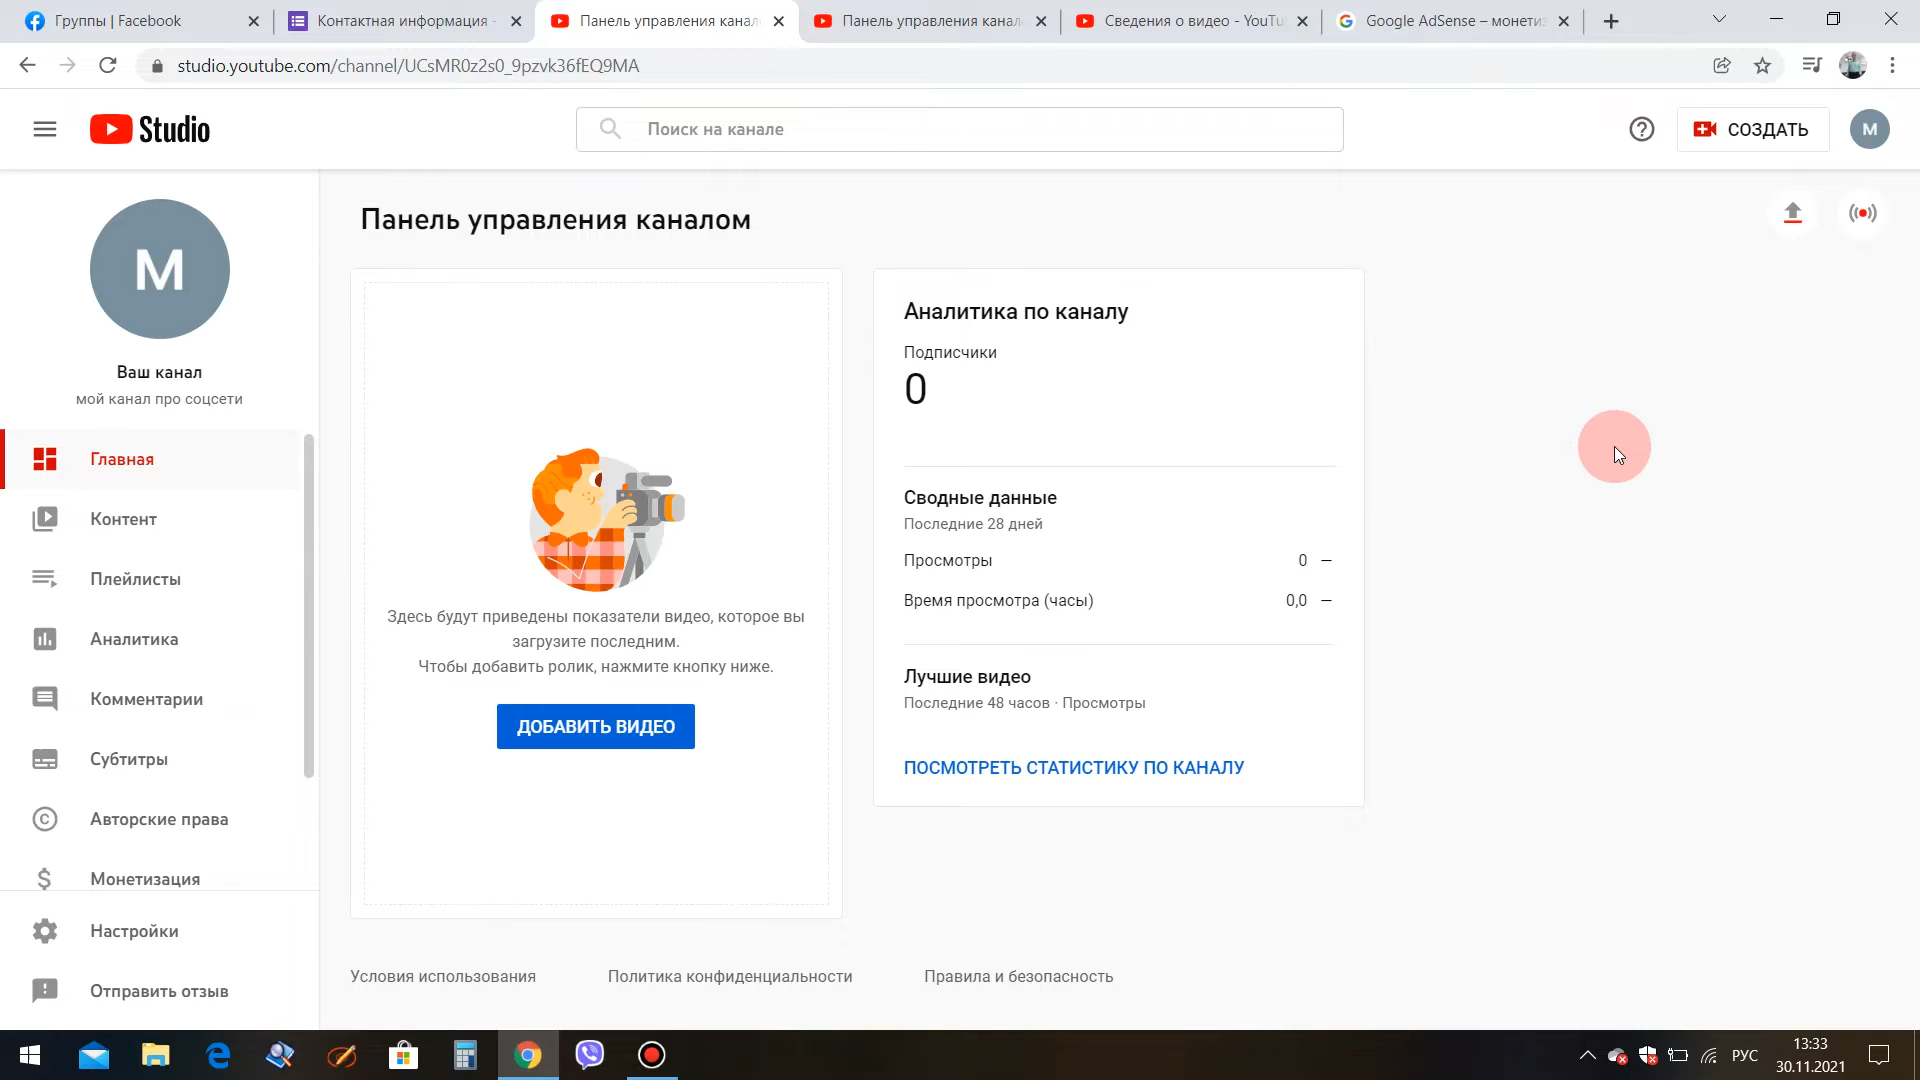 Группы | Facebook
Контактная информация -
Панель управления канал
Панель управления канал
Сведения о видео - YouTu
Google AdSense – монетиз
studio.youtube.com/channel/UCsMR0z2s0_9pzvk36fEQ9MA
Studio
Поиск на канале
СОЗДАТЬ
M
M
Ваш канал
мой канал про соцсети
Главная
Контент
Плейлисты
Аналитика
Комментарии
Субтитры
Авторские права
Монетизация
Настройки
Отправить отзыв
Панель управления каналом
Здесь будут приведены показатели видео, которое вы
загрузите последним.
Чтобы добавить ролик, нажмите кнопку ниже.
ДОБАВИТЬ ВИДЕО
Аналитика по каналу
Подписчики
0
Сводные данные
Последние 28 дней
Просмотры 0 —
Время просмотра (часы) 0,0 —
Лучшие видео
Последние 48 часов · Просмотры
ПОСМОТРЕТЬ СТАТИСТИКУ ПО КАНАЛУ
Условия использования
Политика конфиденциальности
Правила и безопасность
РУС
13:33
30.11.2021